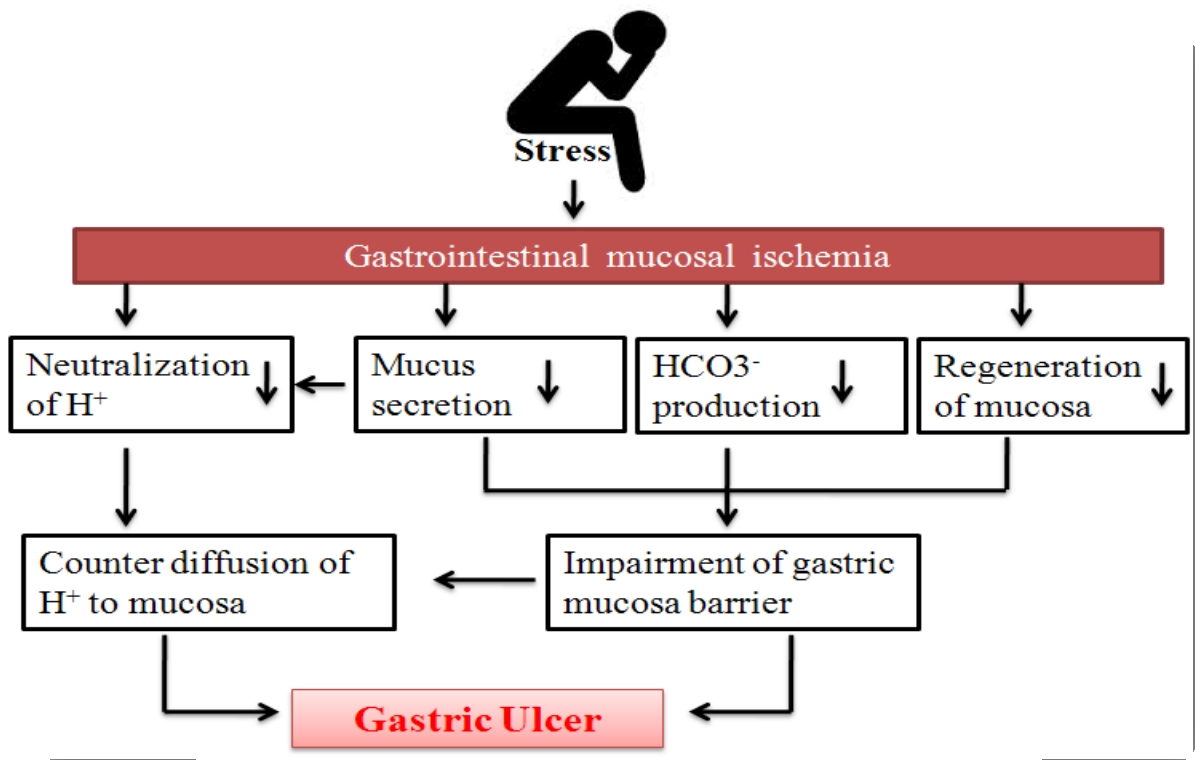 Stress
Gastrointestinal mucosal ischemia
Neutralization
of H⁺
Mucus
secretion
HCO3⁻
production
Regeneration
of mucosa
Counter diffusion of
H⁺ to mucosa
Impairment of gastric
mucosa barrier
Gastric Ulcer